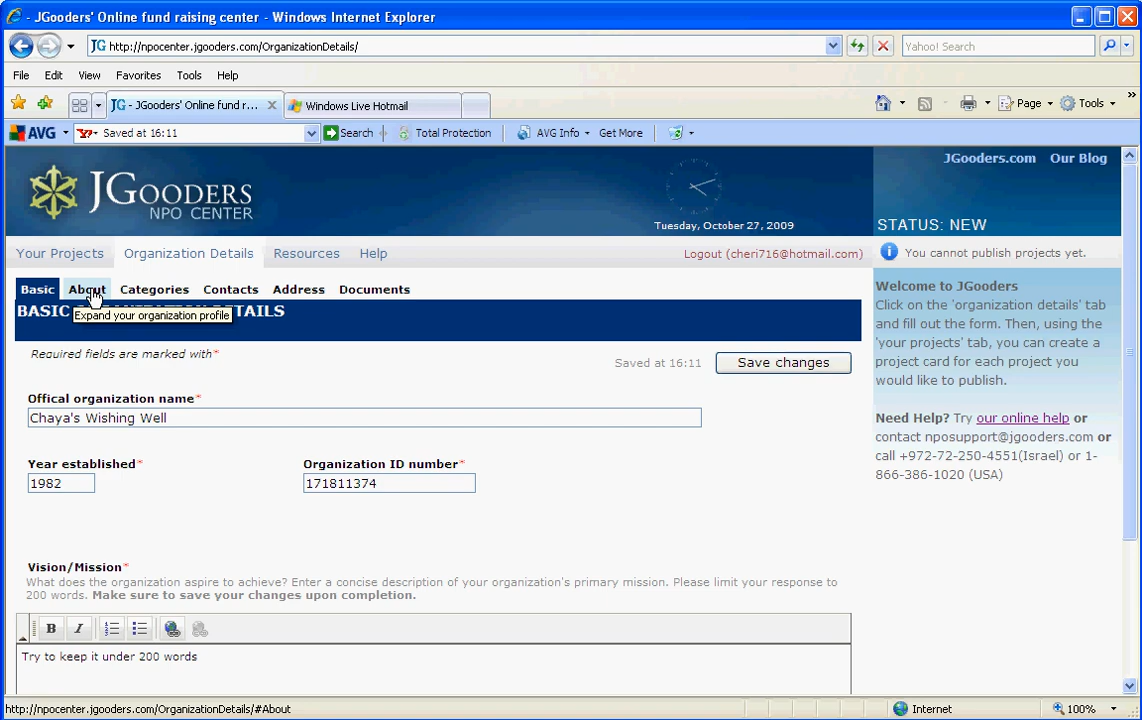 - JGooders' Online fund raising center - Windows Internet Explorer
JG http://npocenter.jgooders.com/OrganizationDetails/
Yahoo! Search
File Edit View Favorites Tools Help
JG - JGooders' Online fund r... Windows Live Hotmail
Page Tools »
AVG Y! Saved at 16:11 Search Total Protection AVG Info Get More
JGooders.com Our Blog
JGOODERS
NPO CENTER
Tuesday, October 27, 2009
STATUS: NEW
Your Projects Organization Details Resources Help
Logout (cheri716@hotmail.com)
You cannot publish projects yet.
Basic About Categories Contacts Address Documents
BASIC TAILS
Expand your organization profile
Required fields are marked with*
Saved at 16:11 Save changes
Offical organization name*
Chaya's Wishing Well
Year established* Organization ID number*
1982 171811374
Vision/Mission*
What does the organization aspire to achieve? Enter a concise description of your organization's primary mission. Please limit your response to
200 words. Make sure to save your changes upon completion.
B I
Try to keep it under 200 words
Welcome to JGooders
Click on the 'organization details' tab
and fill out the form. Then, using the
'your projects' tab, you can create a
project card for each project you
would like to publish.
Need Help? Try our online help or
contact nposupport@jgooders.com or
call +972-72-250-4551(Israel) or 1-
866-386-1020 (USA)
http://npocenter.jgooders.com/OrganizationDetails/#About
Internet 100%